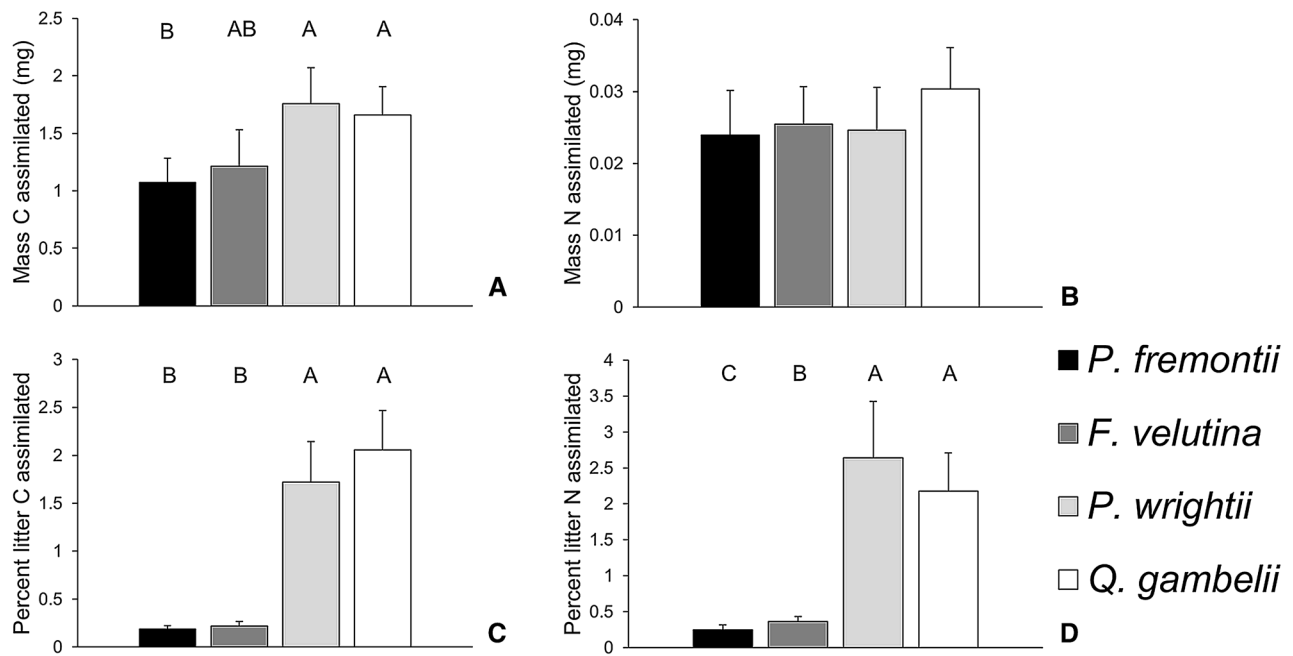 Mass C assimilated (mg)
2.5
2
1.5
1
0.5
0
B AB A A
A
Mass N assimilated (mg)
0.04
0.03
0.02
0.01
0
B
Percent litter C assimilated
3
2.5
2
1.5
1
0.5
0
B B A A
C
Percent litter N assimilated
4
3.5
3
2.5
2
1.5
1
0.5
0
C B A A
D
P. fremontii
F. velutina
P. wrightii
Q. gambelii